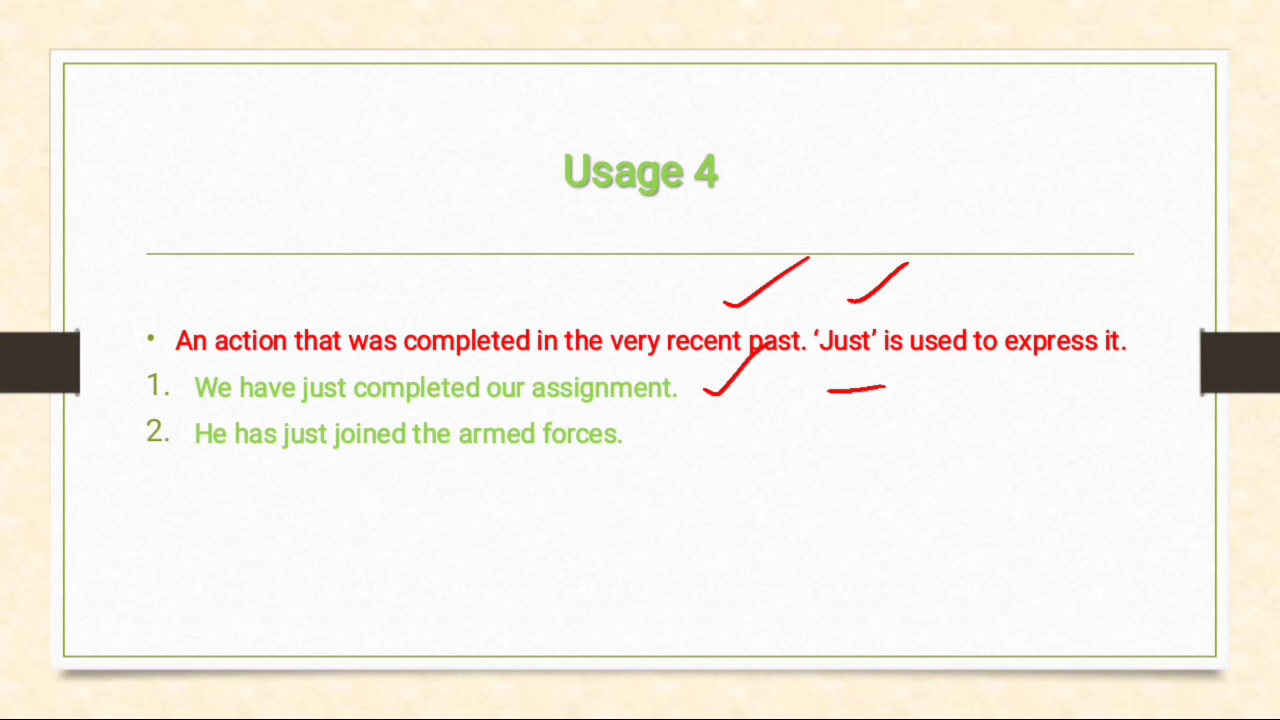 Usage 4
• An action that was completed in the very recent past. ‘Just’ is used to express it.
1. We have just completed our assignment.
2. He has just joined the armed forces.